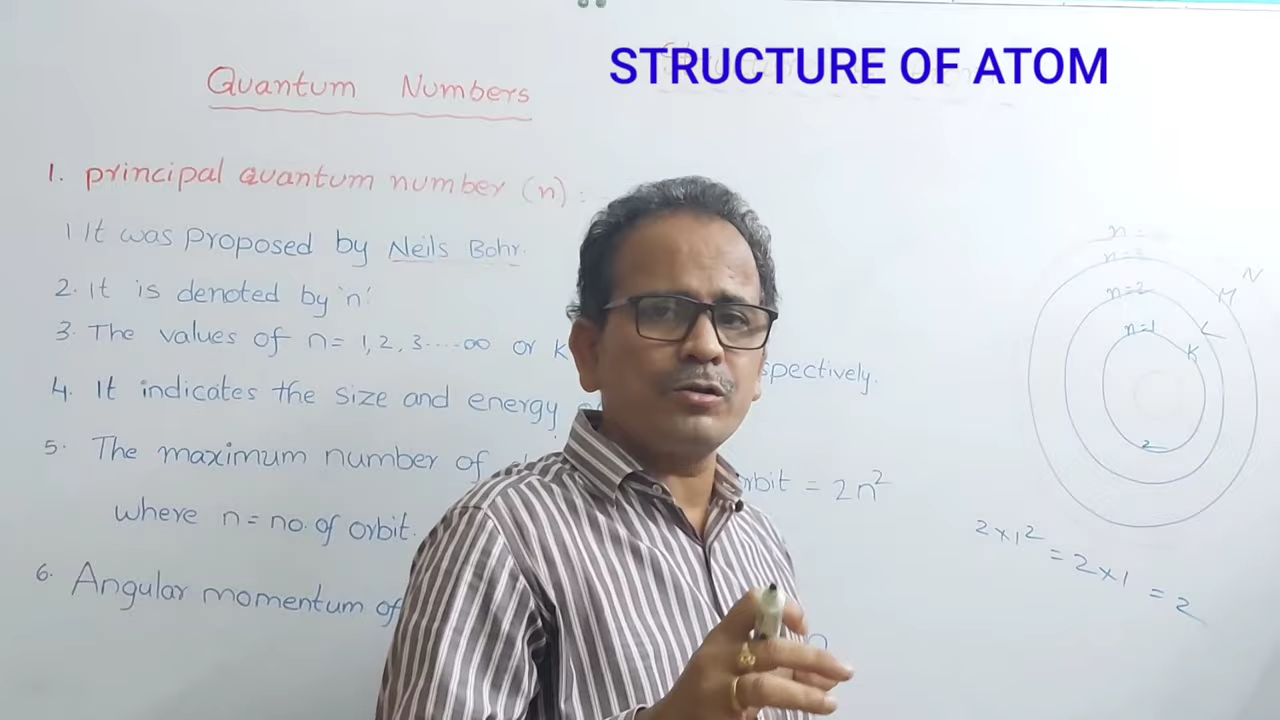 STRUCTURE OF ATOM
Quantum Numbers
1. principal quantum number (n) :
1 It was proposed by Neils Bohr.
2. It is denoted by 'n'.
3. The values of n= 1, 2, 3....∞ or k
spectively.
4. It indicates the size and energy
5. The maximum number of
orbit = 2n²
where n= no. of orbit.
6. Angular momentum of
n
n=2
n=1
K
L
M
N
2
2×1² = 2×1 = 2